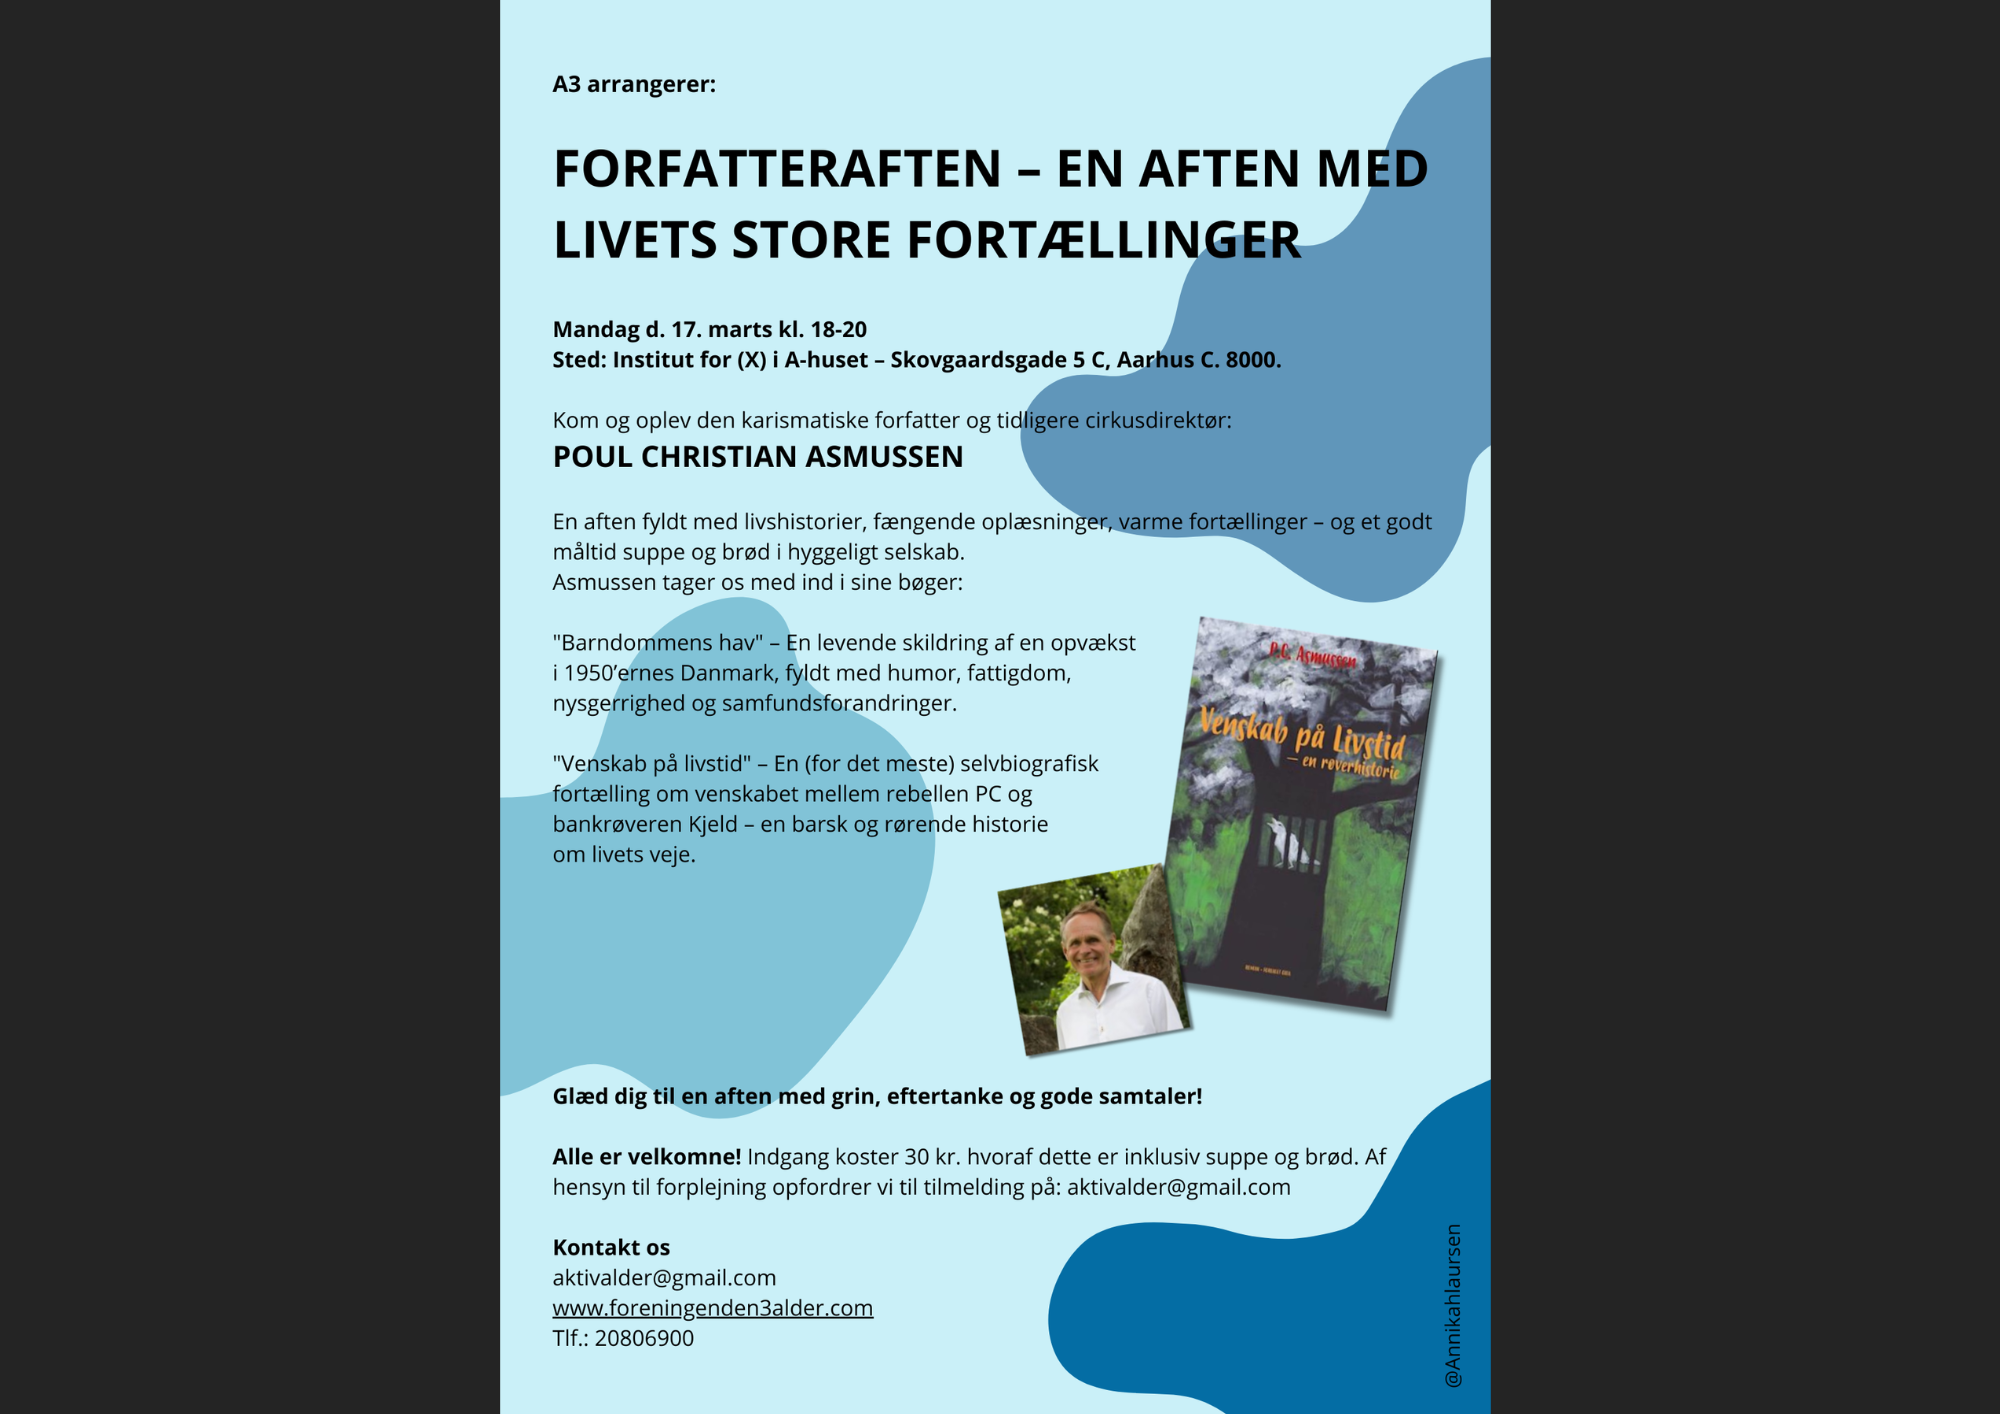 A3 arrangerer:
FORFATTERAFTEN – EN AFTEN MED
LIVETS STORE FORTÆLLINGER
Mandag d. 17. marts kl. 18-20
Sted: Institut for (X) i A-huset – Skovgaardsgade 5 C, Aarhus C. 8000.
Kom og oplev den karismatiske forfatter og tidligere cirkusdirektør:
POUL CHRISTIAN ASMUSSEN
En aften fyldt med livshistorier, fængende oplæsninger, varme fortællinger – og et godt
måltid suppe og brød i hyggeligt selskab.
Asmussen tager os med ind i sine bøger:
"Barndommens hav" – En levende skildring af en opvækst
i 1950’ernes Danmark, fyldt med humor, fattigdom,
nysgerrighed og samfundsforandringer.
"Venskab på livstid" – En (for det meste) selvbiografisk
fortælling om venskabet mellem rebellen PC og
bankrøveren Kjeld – en barsk og rørende historie
om livets veje.
P.C. Asmussen
Venskab på Livstid
– en røverhistorie
Glæd dig til en aften med grin, eftertanke og gode samtaler!
Alle er velkomne! Indgang koster 30 kr. hvoraf dette er inklusiv suppe og brød. Af
hensyn til forplejning opfordrer vi til tilmelding på: aktivalder@gmail.com
Kontakt os
aktivalder@gmail.com
www.foreningenden3alder.com
Tlf.: 20806900
@Annikahlaursen